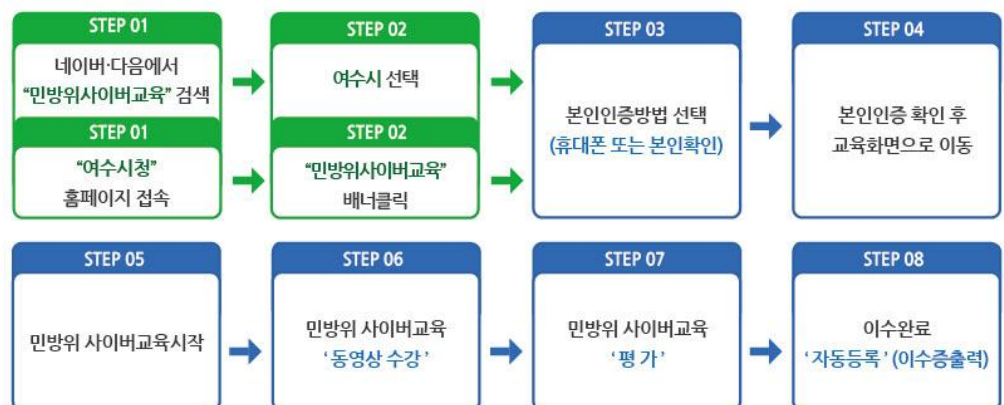 STEP 01
네이버·다음에서
“민방위사이버교육” 검색
STEP 01
“여수시청”
홈페이지 접속
STEP 02
여수시 선택
STEP 02
“민방위사이버교육”
배너클릭
STEP 03
본인인증방법 선택
(휴대폰 또는 본인확인)
STEP 04
본인인증 확인 후
교육화면으로 이동
STEP 05
민방위 사이버교육시작
STEP 06
민방위 사이버교육
‘ 동영상 수강 ’
STEP 07
민방위 사이버교육
‘ 평 가 ’
STEP 08
이수완료
‘ 자동등록 ’ (이수증출력)